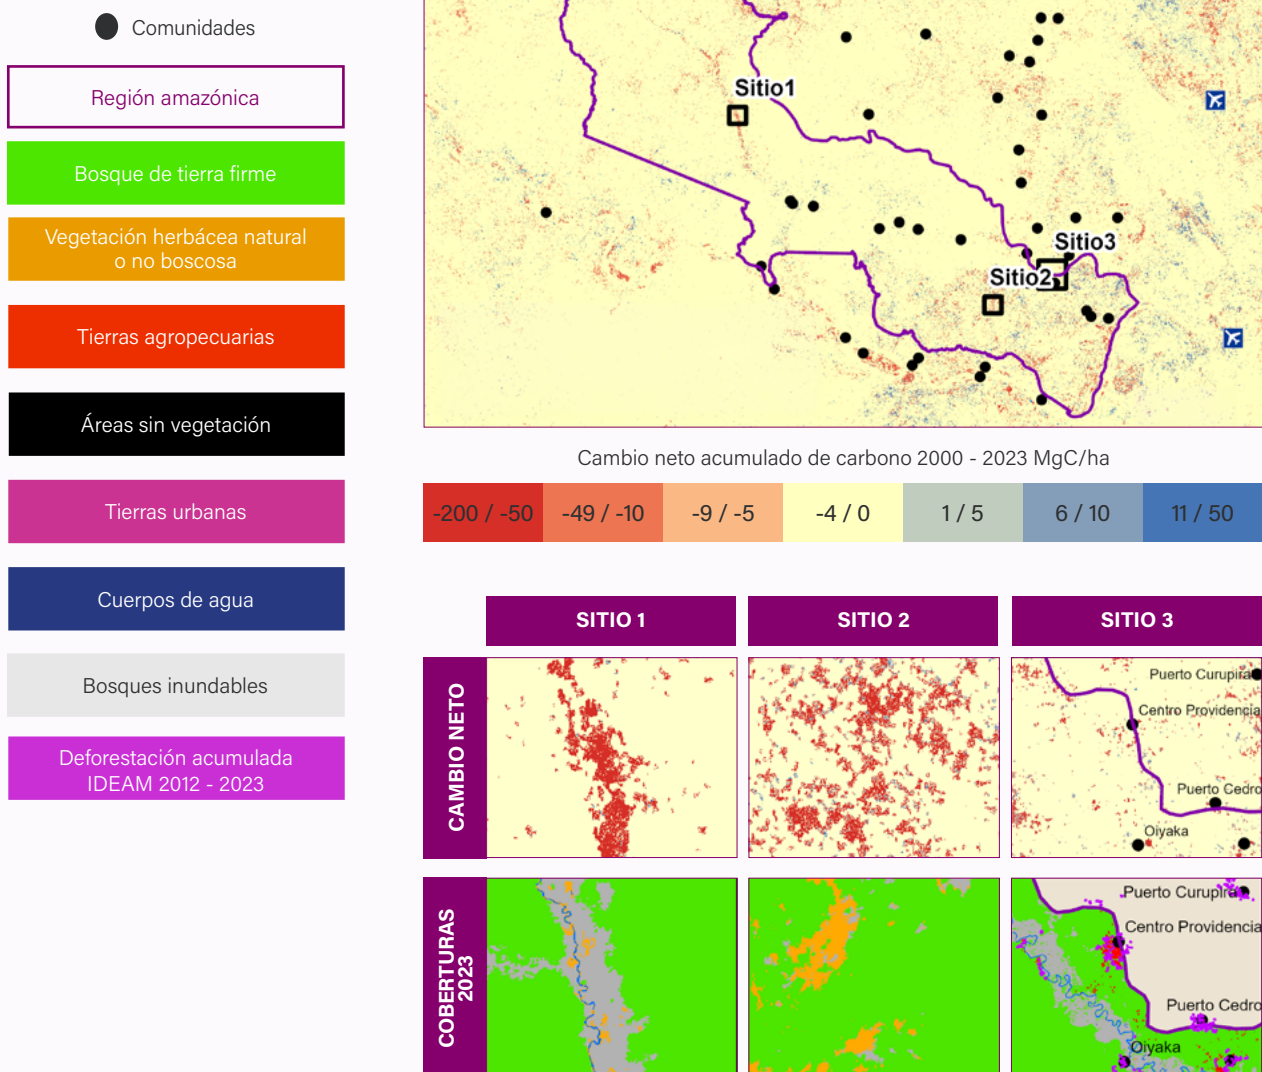 Comunidades
Región amazónica
Bosque de tierra firme
Vegetación herbácea natural
o no boscosa
Tierras agropecuarias
Áreas sin vegetación
Tierras urbanas
Cuerpos de agua
Bosques inundables
Deforestación acumulada
IDEAM 2012 - 2023
Sitio1
Sitio3
Sitio2
Cambio neto acumulado de carbono 2000 - 2023 MgC/ha
-200 / -50
-49 / -10
-9 / -5
-4 / 0
1 / 5
6 / 10
11 / 50
SITIO 1
SITIO 2
SITIO 3
CAMBIO NETO
Puerto Curupira
Centro Providencia
Puerto Cedro
Oiyaka
COBERTURAS
2023
Puerto Curupira
Centro Providencia
Puerto Cedro
Oiyaka